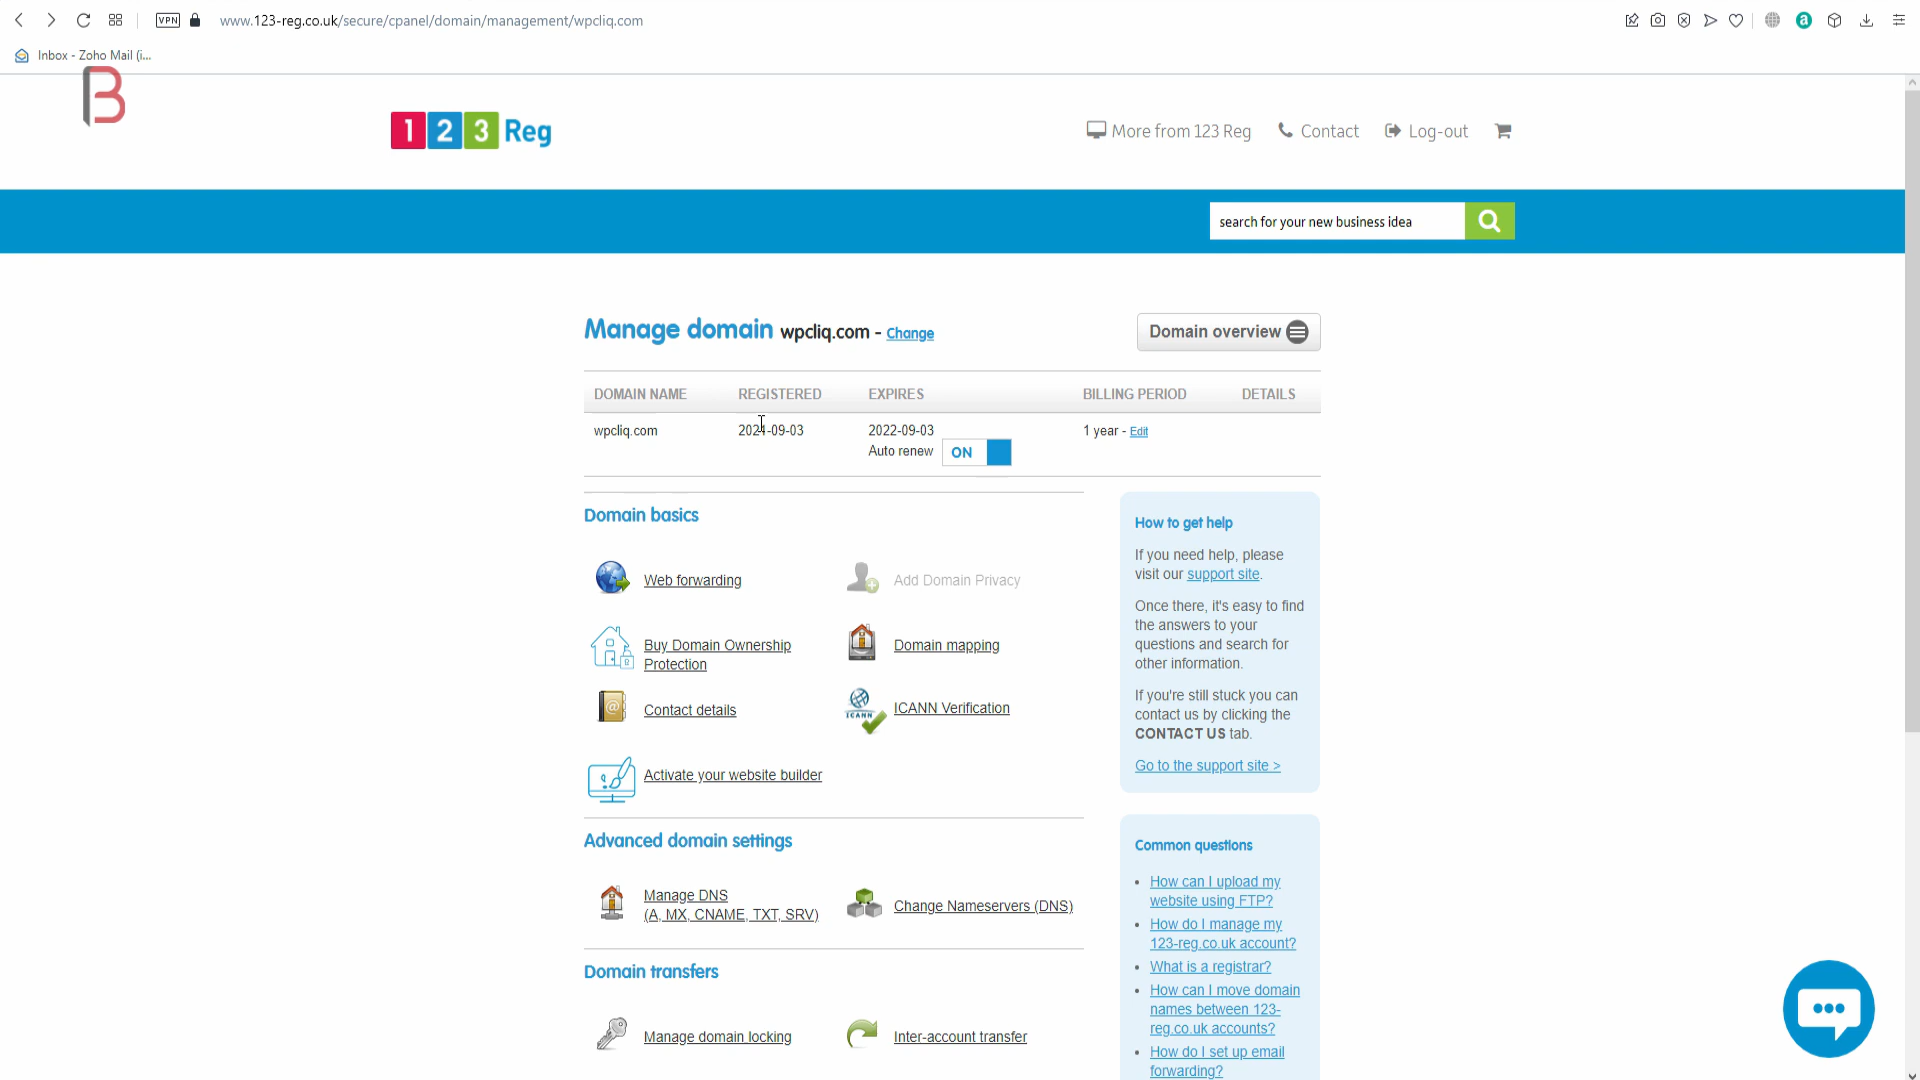 VPN
www.123-reg.co.uk/secure/cpanel/domain/management/wpcliq.com
Inbox - Zoho Mail (i...
B
1 2 3 Reg
More from 123 Reg
Contact
Log-out
search for your new business idea
Manage domain wpcliq.com - Change
Domain overview
DOMAIN NAME REGISTERED EXPIRES BILLING PERIOD DETAILS
wpcliq.com 2021-09-03 2022-09-03 1 year - Edit
Auto renew ON
Domain basics
Web forwarding
Add Domain Privacy
Buy Domain Ownership
Protection
Domain mapping
Contact details
ICANN
ICANN Verification
Activate your website builder
Advanced domain settings
Manage DNS
(A, MX, CNAME, TXT, SRV)
Change Nameservers (DNS)
Domain transfers
Manage domain locking
Inter-account transfer
How to get help
If you need help, please
visit our support site.
Once there, it's easy to find
the answers to your
questions and search for
other information.
If you're still stuck you can
contact us by clicking the
CONTACT US tab.
Go to the support site >
Common questions
How can I upload my
website using FTP?
How do I manage my
123-reg.co.uk account?
What is a registrar?
How can I move domain
names between 123-
reg.co.uk accounts?
How do I set up email
forwarding?